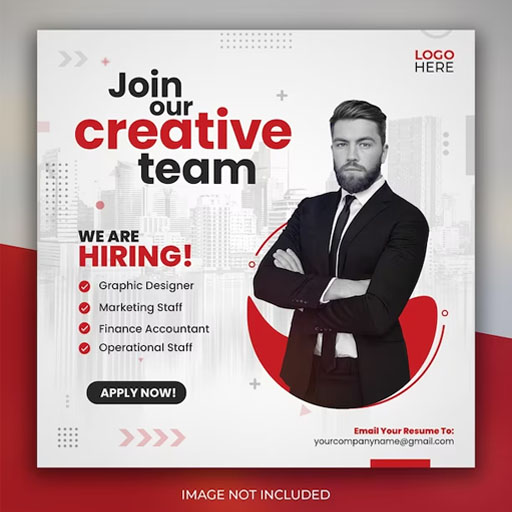 LOGO
HERE
Join
our
creative
team
WE ARE
HIRING!
Graphic Designer
Marketing Staff
Finance Accountant
Operational Staff
APPLY NOW!
Email Your Resume To:
yourcompanyname@gmail.com
IMAGE NOT INCLUDED